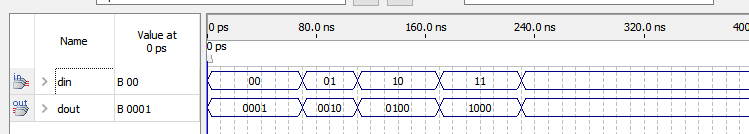 Name
Value at
0 ps
0 ps 80.0 ns 160.0 ns 240.0 ns 320.0 ns 400
0 ps
in din B 00 00 01 10 11
out dout B 0001 0001 0010 0100 1000